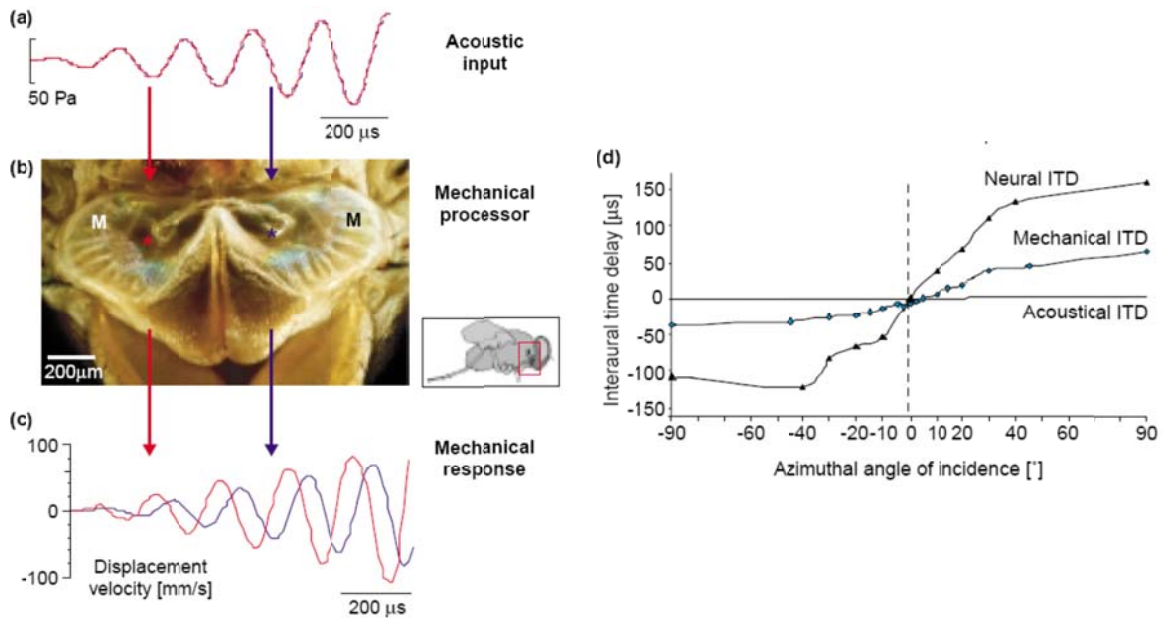 (a)
Acoustic
input
50 Pa
200 µs
(b)
M
M
*
*
200µm
Mechanical
processor
(c)
100
0
-100
Displacement
velocity [mm/s]
200 µs
Mechanical
response
(d)
Interaural time delay [µs]
150
100
50
0
-50
-100
-150
Neural ITD
Mechanical ITD
Acoustical ITD
-90
-40
-20
-10
0
10
20
40
90
Azimuthal angle of incidence [°]